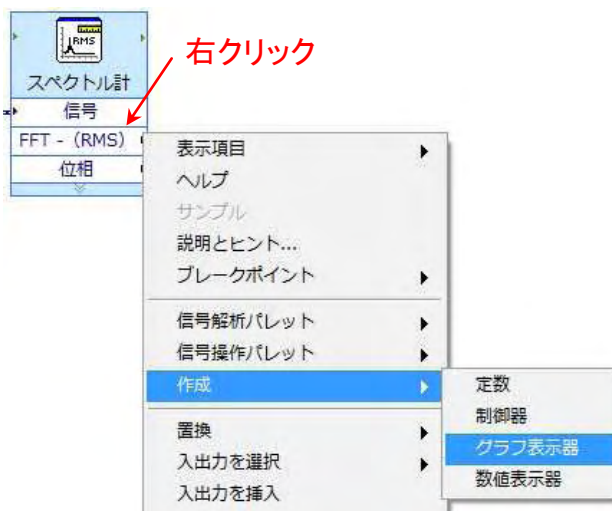 RMS
スペクトル計
信号
FFT - (RMS)
位相
右クリック
表示項目
ヘルプ
サンプル
説明とヒント...
ブレークポイント
信号解析パレット
信号操作パレット
作成
置換
入出力を選択
入出力を挿入
定数
制御器
グラフ表示器
数値表示器